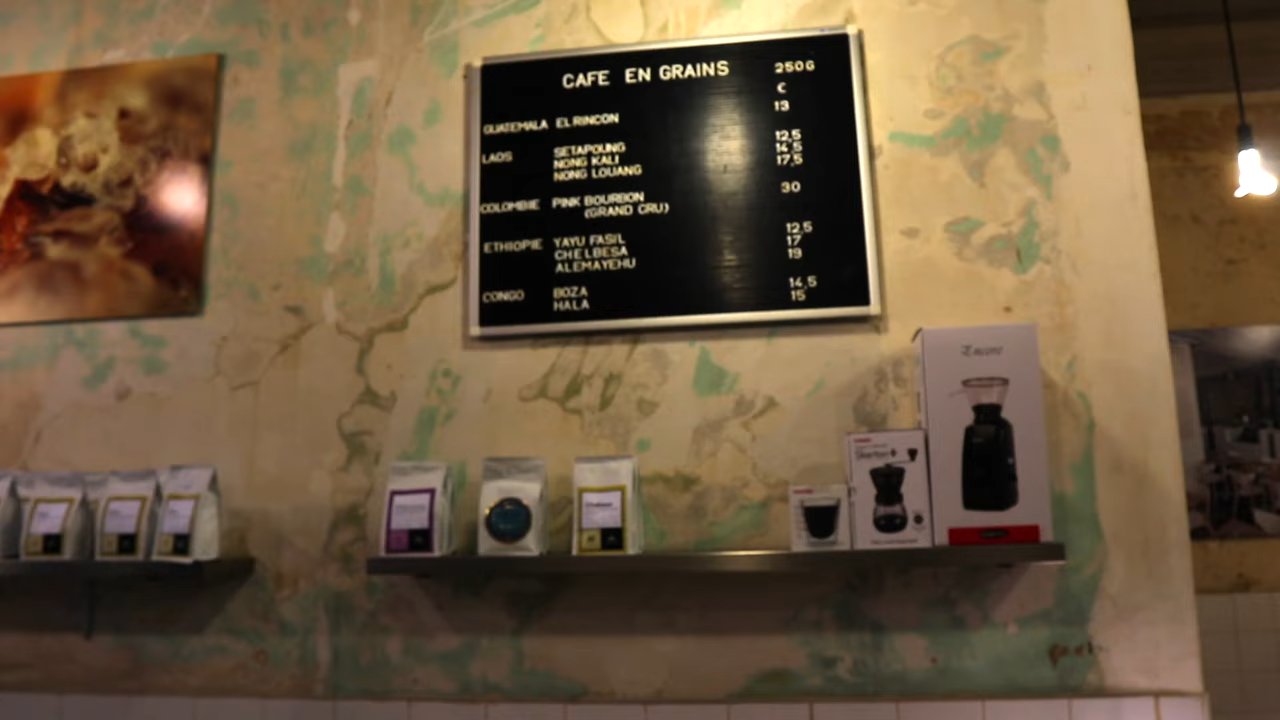 CAFE EN GRAINS 250G
€
GUATEMALA EL RINCON 13
LAOS SETAPOUNG 12,5
NONG KALI 14,5
NONG LOUANG 17,5
COLOMBIE PINK BOURBON 30
(GRAND CRU)
ETHIOPIE YAYU FASIL 12,5
CHELBESA 17
ALEMAYEHU 19
CONGO BOZA 14,5
HALA 15
Encore